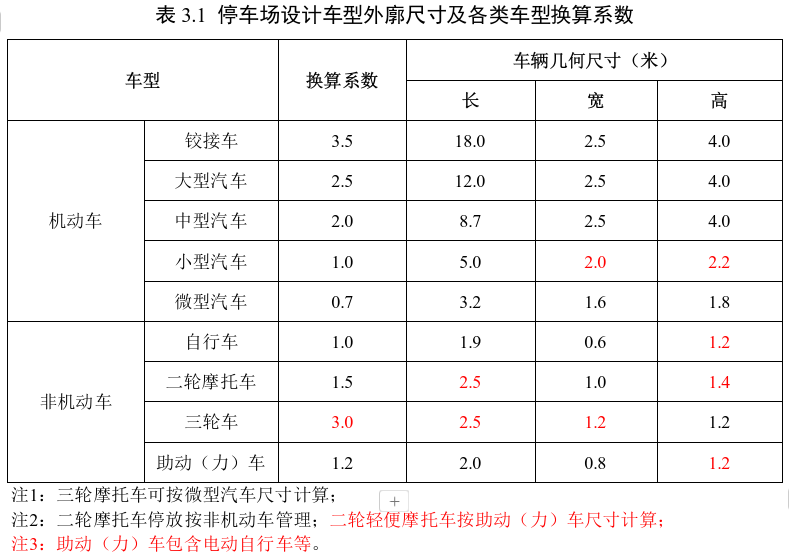 表 3.1 停车场设计车型外廓尺寸及各类车型换算系数
车型 换算系数 车辆几何尺寸（米）
长 宽 高
机动车 铰接车 3.5 18.0 2.5 4.0
大型汽车 2.5 12.0 2.5 4.0
中型汽车 2.0 8.7 2.5 4.0
小型汽车 1.0 5.0 2.0 2.2
微型汽车 0.7 3.2 1.6 1.8
非机动车 自行车 1.0 1.9 0.6 1.2
二轮摩托车 1.5 2.5 1.0 1.4
三轮车 3.0 2.5 1.2 1.2
助动（力）车 1.2 2.0 0.8 1.2
注1：三轮摩托车可按微型汽车尺寸计算；
注2：二轮摩托车停放按非机动车管理；二轮轻便摩托车按助动（力）车尺寸计算；
注3：助动（力）车包含电动自行车等。